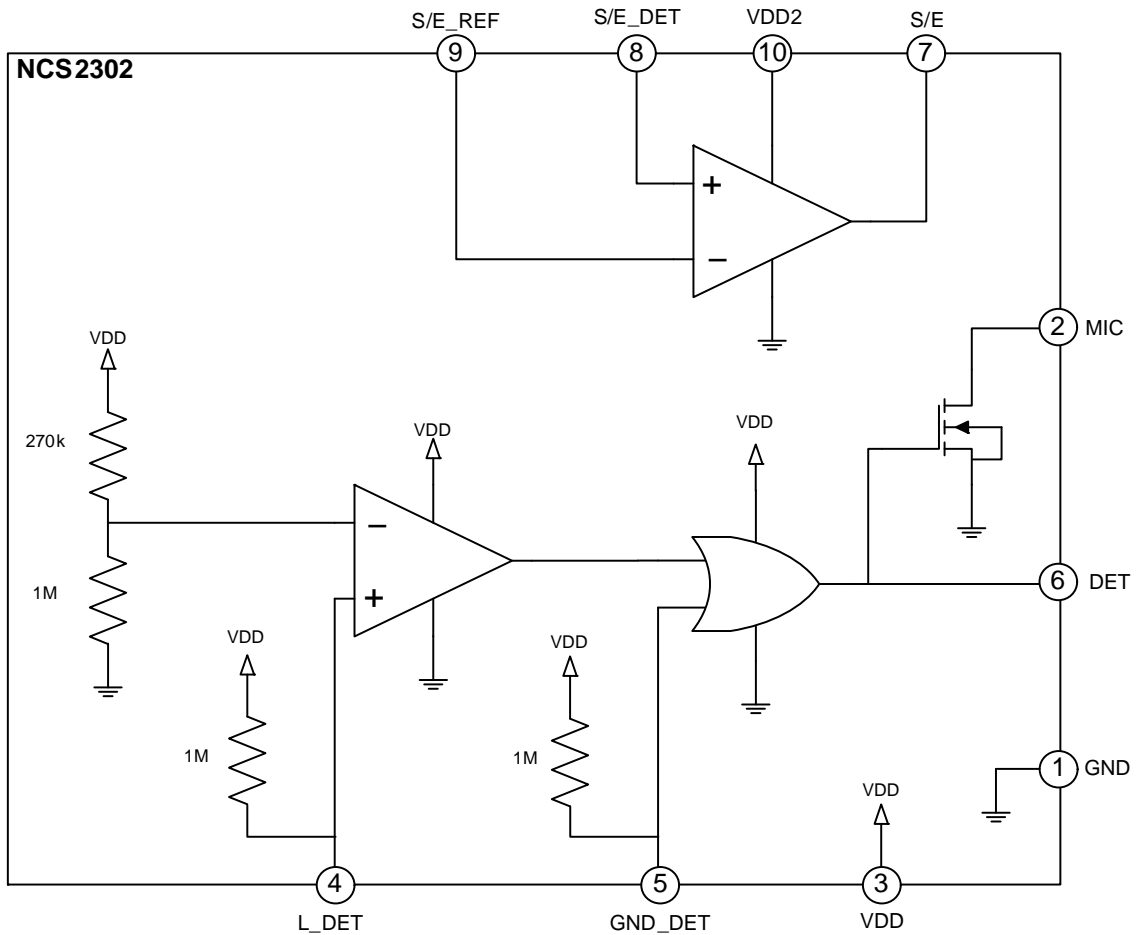 S/E_REF
S/E_DET
VDD2
S/E
9
8
10
7
NCS2302
+
−
2
MIC
VDD
270k
VDD
VDD
−
1M
+
6
DET
VDD
VDD
1M
1M
1
GND
VDD
4
5
3
L_DET
GND_DET
VDD